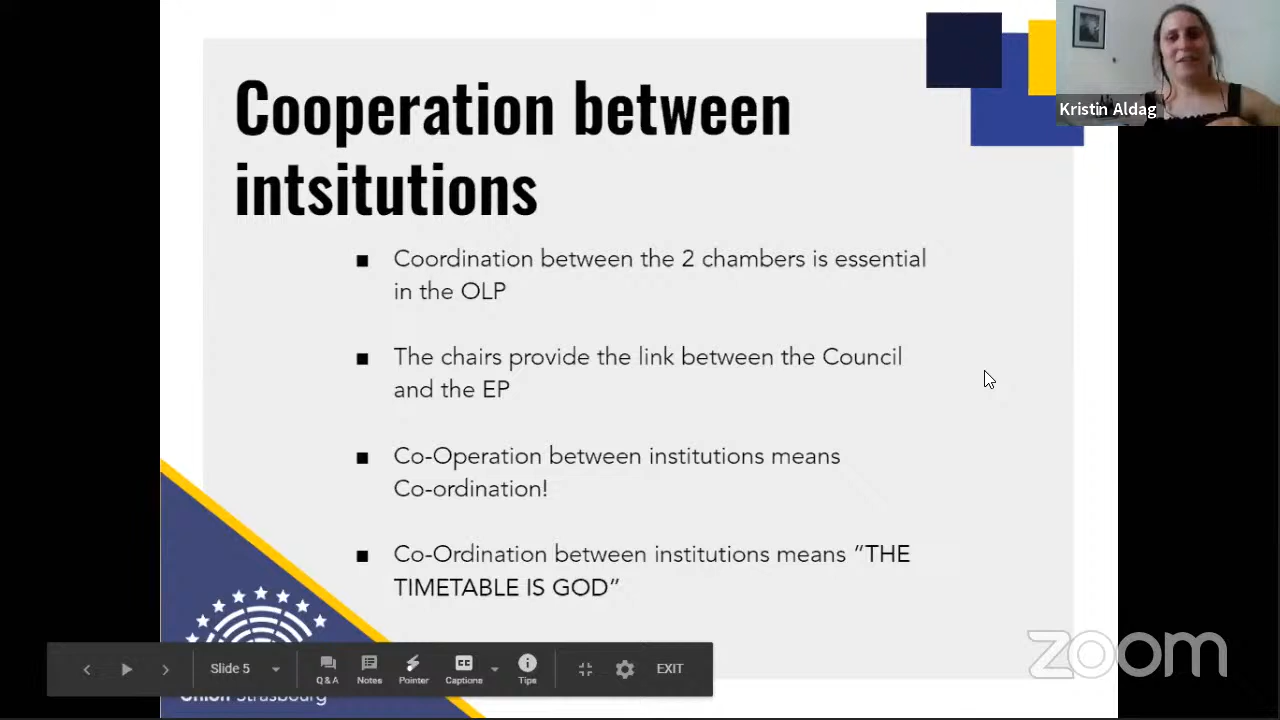 Cooperation between
intsitutions
Kristin Aldag
■ Coordination between the 2 chambers is essential
in the OLP
■ The chairs provide the link between the Council
and the EP
■ Co-Operation between institutions means
Co-ordination!
■ Co-Ordination between institutions means “THE
TIMETABLE IS GOD”
zoom
Slide 5
Q&A
Notes
Pointer
CC
Captions
Tips
EXIT
Union Strasbourg